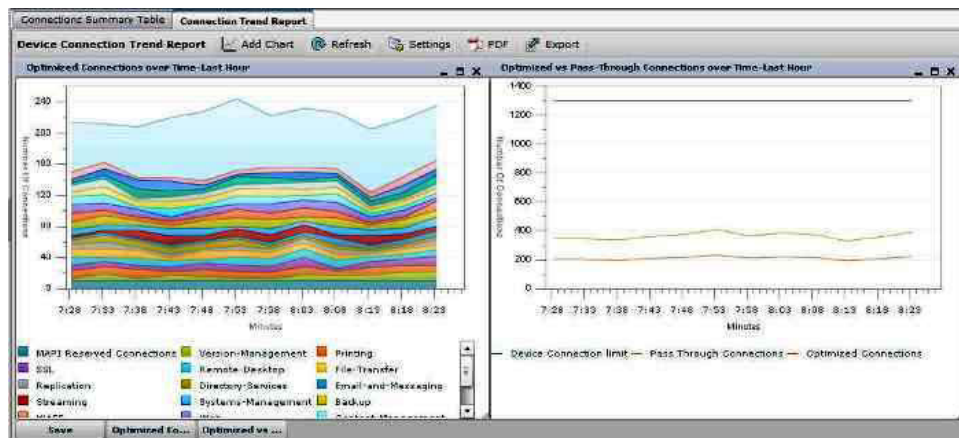 Connections Summary Table Connection Trend Report
Device Connection Trend Report Add Chart Refresh Settings PDF Export
Optimized Connections over Time-Last Hour
240
200
160
120
80
40
0
Number Of Connections
7:28 7:33 7:38 7:43 7:48 7:53 7:58 8:03 8:08 8:13 8:18 8:23
Minutes
MAPI Reserved Connections Version-Management Printing
SSL Remote-Desktop File-Transfer
Replication Directory-Services Email-and-Messaging
Streaming Systems-Management Backup
Web Content-Management
Optimized vs Pass-Through Connections over Time-Last Hour
1400
1200
1000
800
600
400
200
0
Number Of Connections
7:28 7:33 7:38 7:43 7:48 7:53 7:58 8:03 8:08 8:13 8:18 8:23
Minutes
Device Connection limit Pass Through Connections Optimized Connections
Save Optimized Co... Optimized vs ...